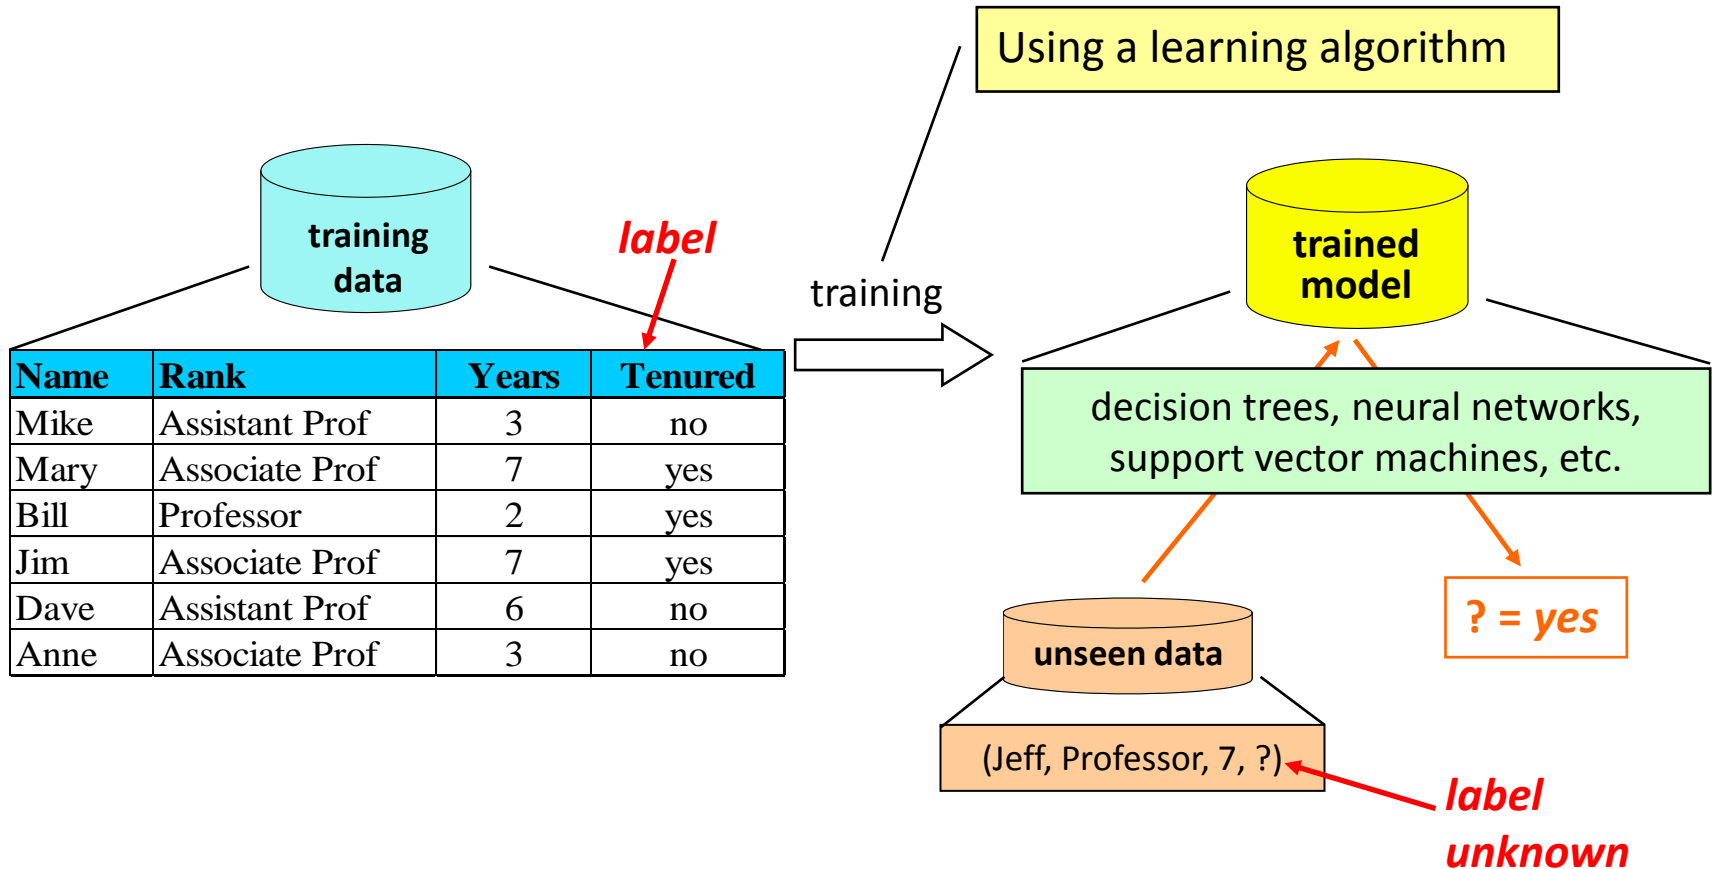 Using a learning algorithm
training
data
label
training
trained
model
Name Rank Years Tenured
Mike Assistant Prof 3 no
Mary Associate Prof 7 yes
Bill Professor 2 yes
Jim Associate Prof 7 yes
Dave Assistant Prof 6 no
Anne Associate Prof 3 no
decision trees, neural networks,
support vector machines, etc.
unseen data
? = yes
(Jeff, Professor, 7, ?)
label
unknown